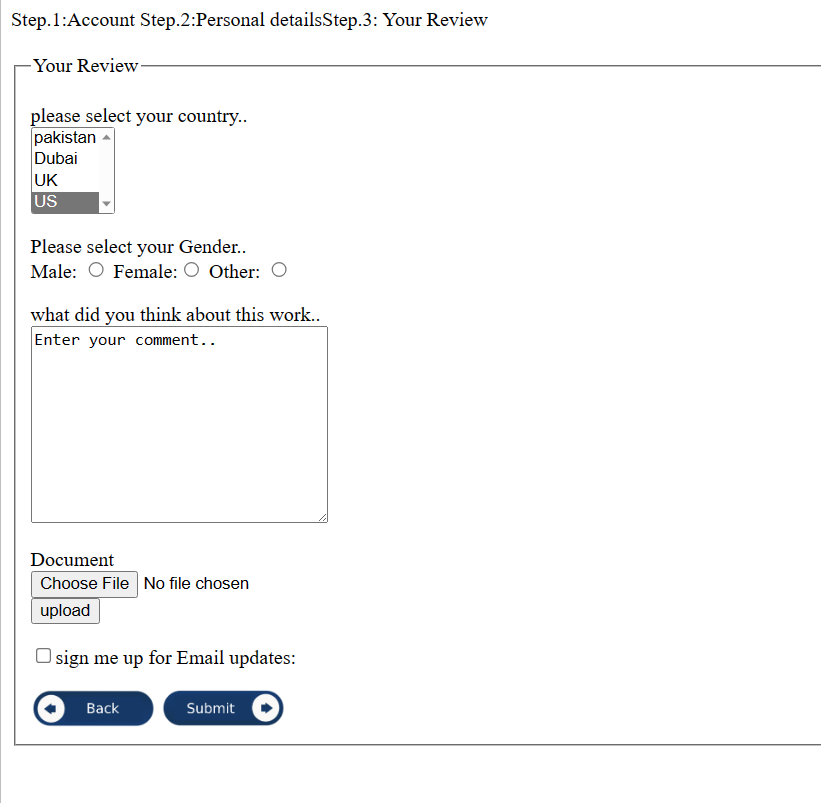 Step.1:Account Step.2:Personal detailsStep.3: Your Review
Your Review
please select your country..
pakistan
Dubai
UK
US
Please select your Gender..
Male: Female: Other:
what did you think about this work..
Enter your comment..
Document
Choose File No file chosen
upload
sign me up for Email updates:
Back Submit